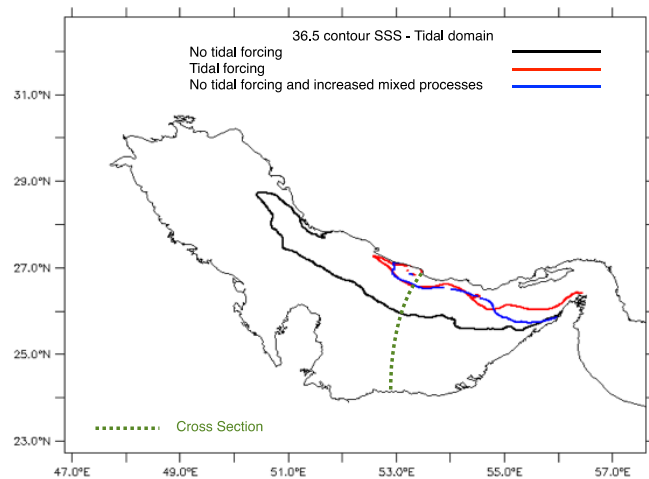 36.5 contour SSS - Tidal domain
No tidal forcing
Tidal forcing
No tidal forcing and increased mixed processes
31.0°N
29.0°N
27.0°N
25.0°N
Cross Section
23.0°N
47.0°E 49.0°E 51.0°E 53.0°E 55.0°E 57.0°E